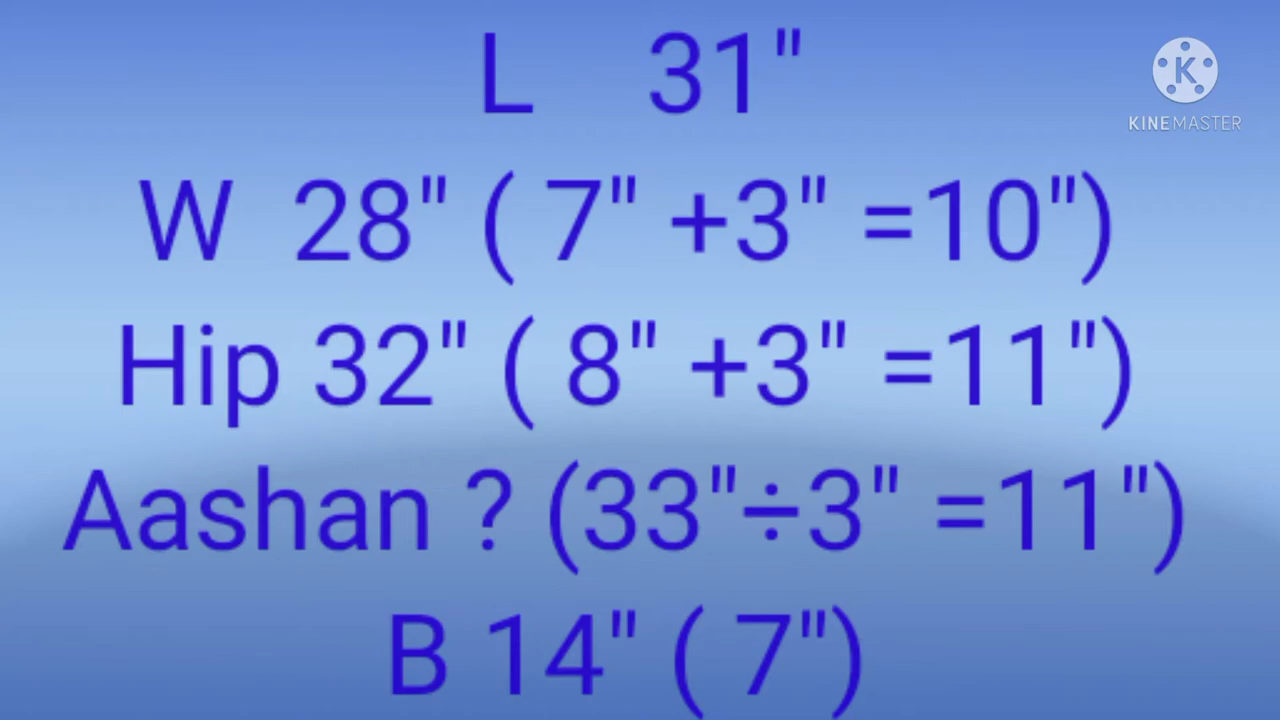 L 31"
KINEMASTER
W 28" ( 7" +3" =10")
Hip 32" ( 8" +3" =11")
Aashan ? (33"÷3" =11")
B 14" ( 7")